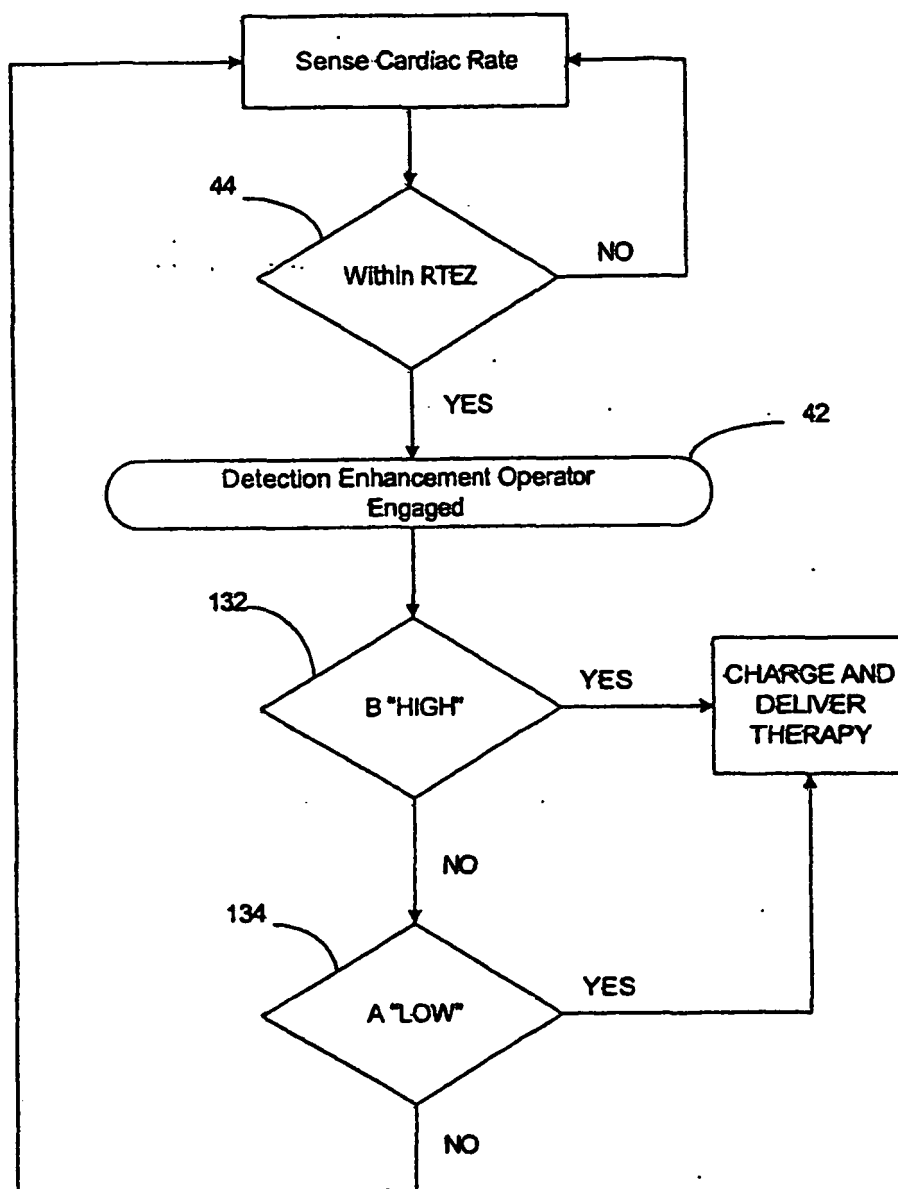 Sense Cardiac Rate
44
Within RTEZ
NO
YES
42
Detection Enhancement Operator
Engaged
132
B "HIGH"
YES
CHARGE AND
DELIVER
THERAPY
NO
134
A "LOW"
YES
NO